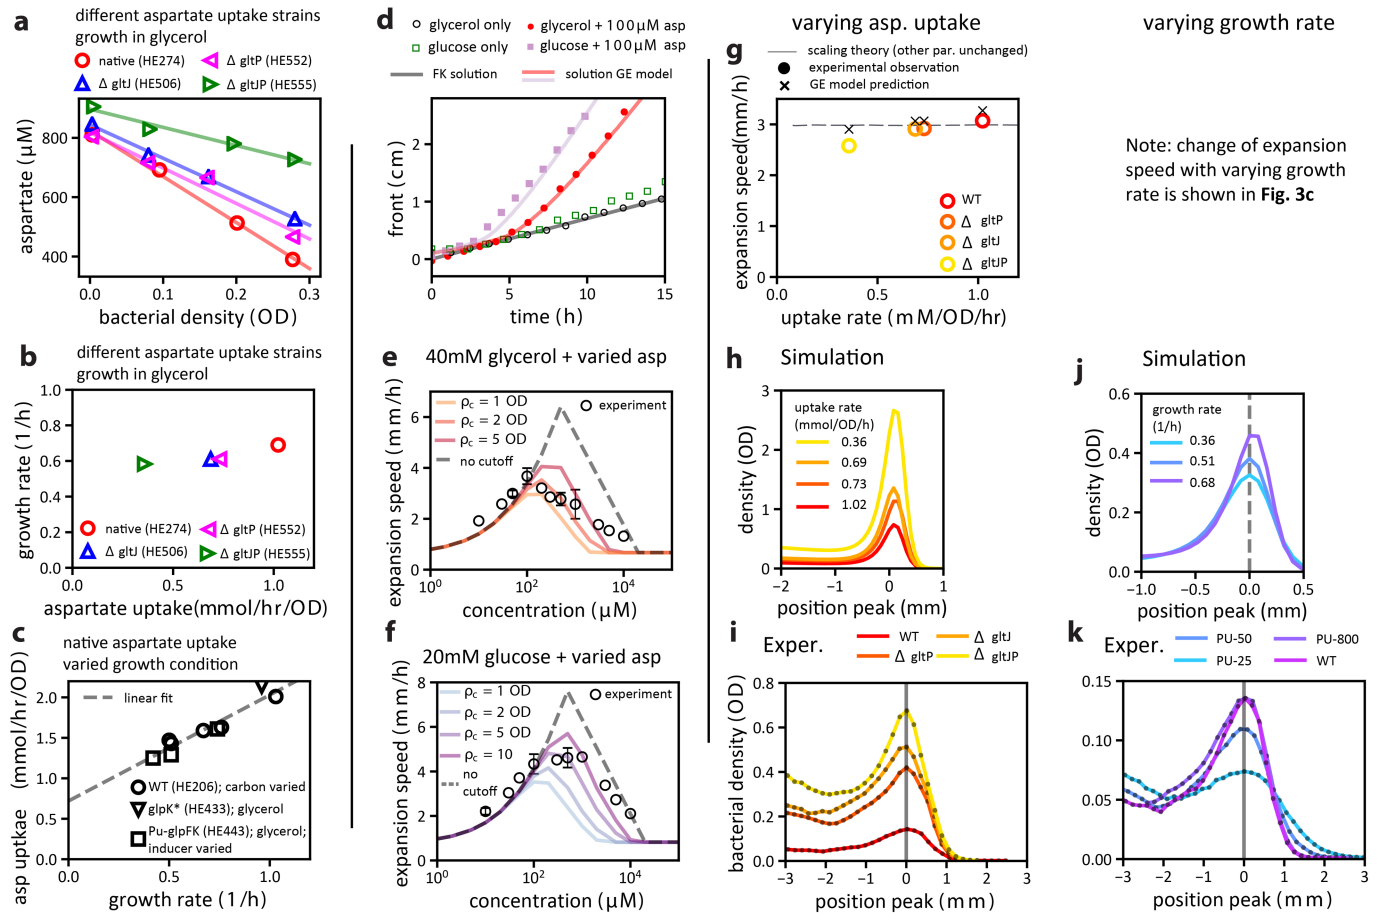 a
different aspartate uptake strains
growth in glycerol
native (HE274)
Δ gltP (HE552)
Δ gltJ (HE506)
Δ gltJP (HE555)
aspartate (μM)
800
600
400
0.0
0.1
0.2
0.3
bacterial density (OD)
b
different aspartate uptake strains
growth in glycerol
growth rate (1/h)
1.0
0.8
0.6
0.4
0.2
0.0
native (HE274)
Δ gltP (HE552)
Δ gltJ (HE506)
Δ gltJP (HE555)
0.0
0.5
1.0
aspartate uptake(mmol/hr/OD)
c
native aspartate uptake
varied growth condition
asp uptkae (mmol/hr/OD)
2.0
1.5
1.0
0.5
0.0
linear fit
WT (HE206); carbon varied
glpK* (HE433); glycerol
Pu-glpFK (HE443); glycerol;
inducer varied
0.0
0.5
1.0
growth rate (1/h)
d
glycerol only
glycerol + 100μM asp
glucose only
glucose + 100μM asp
FK solution
solution GE model
front (cm)
2
1
0
0
5
10
15
time (h)
e
40mM glycerol + varied asp
expansion speed (mm/h)
6
4
2
0
ρc = 1 OD
ρc = 2 OD
ρc = 5 OD
no cutoff
experiment
10⁰
10²
10⁴
concentration (μM)
f
20mM glucose + varied asp
expansion speed (mm/h)
8
6
4
2
0
ρc = 1 OD
ρc = 2 OD
ρc = 5 OD
ρc = 10
no
cutoff
experiment
10⁰
10²
10⁴
concentration (μM)
varying asp. uptake
g
scaling theory (other par. unchanged)
experimental observation
GE model prediction
expansion speed(mm/h)
3
2
1
0
WT
Δ gltP
Δ gltJ
Δ gltJP
0.0
0.5
1.0
uptake rate (mM/OD/hr)
varying growth rate
Note: change of expansion
speed with varying growth
rate is shown in Fig. 3c
h
Simulation
density (OD)
3
2
1
0
uptake rate
(mmol/OD/h)
0.36
0.69
0.73
1.02
−2
−1
0
1
position peak (mm)
i
Exper.
WT
Δ gltJ
Δ gltP
Δ gltJP
bacterial density (OD)
0.8
0.6
0.4
0.2
0.0
−3
−2
−1
0
1
2
3
position peak (mm)
j
Simulation
density (OD)
0.6
0.4
0.2
0.0
growth rate
(1/h)
0.36
0.51
0.68
−1.0
−0.5
0.0
0.5
position peak (mm)
k
Exper.
PU-50
PU-800
PU-25
WT
0.15
0.10
0.05
0.00
−3
−2
−1
0
1
2
3
position peak (mm)